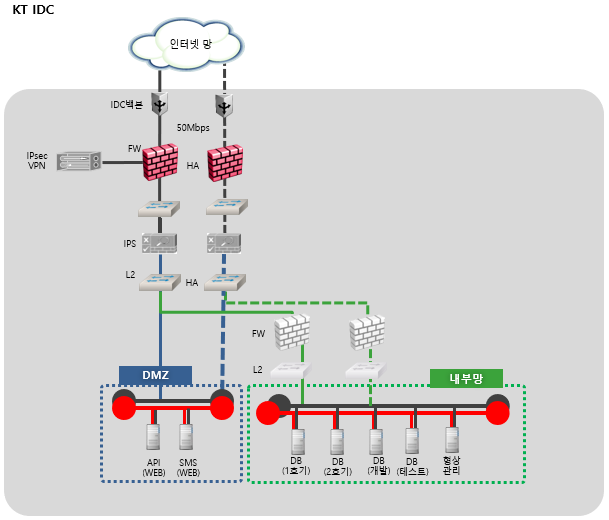 KT IDC
인터넷 망
IDC백본
50Mbps
FW
HA
IPsec
VPN
IPS
L2
HA
FW
L2
DMZ
내부망
API
(WEB)
SMS
(WEB)
DB
(1호기)
DB
(2호기)
DB
(개발)
DB
(테스트)
형상
관리